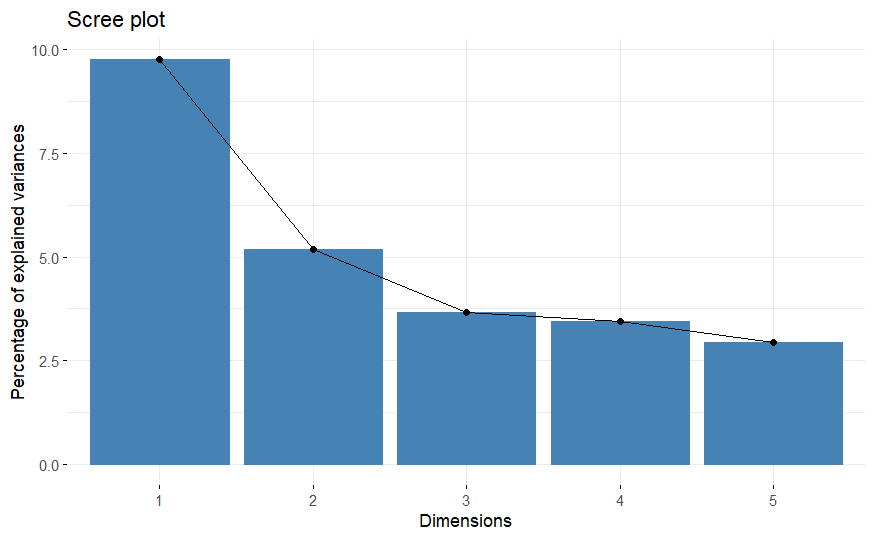 Scree plot
Percentage of explained variances
10.0
7.5
5.0
2.5
0.0
1 2 3 4 5
Dimensions